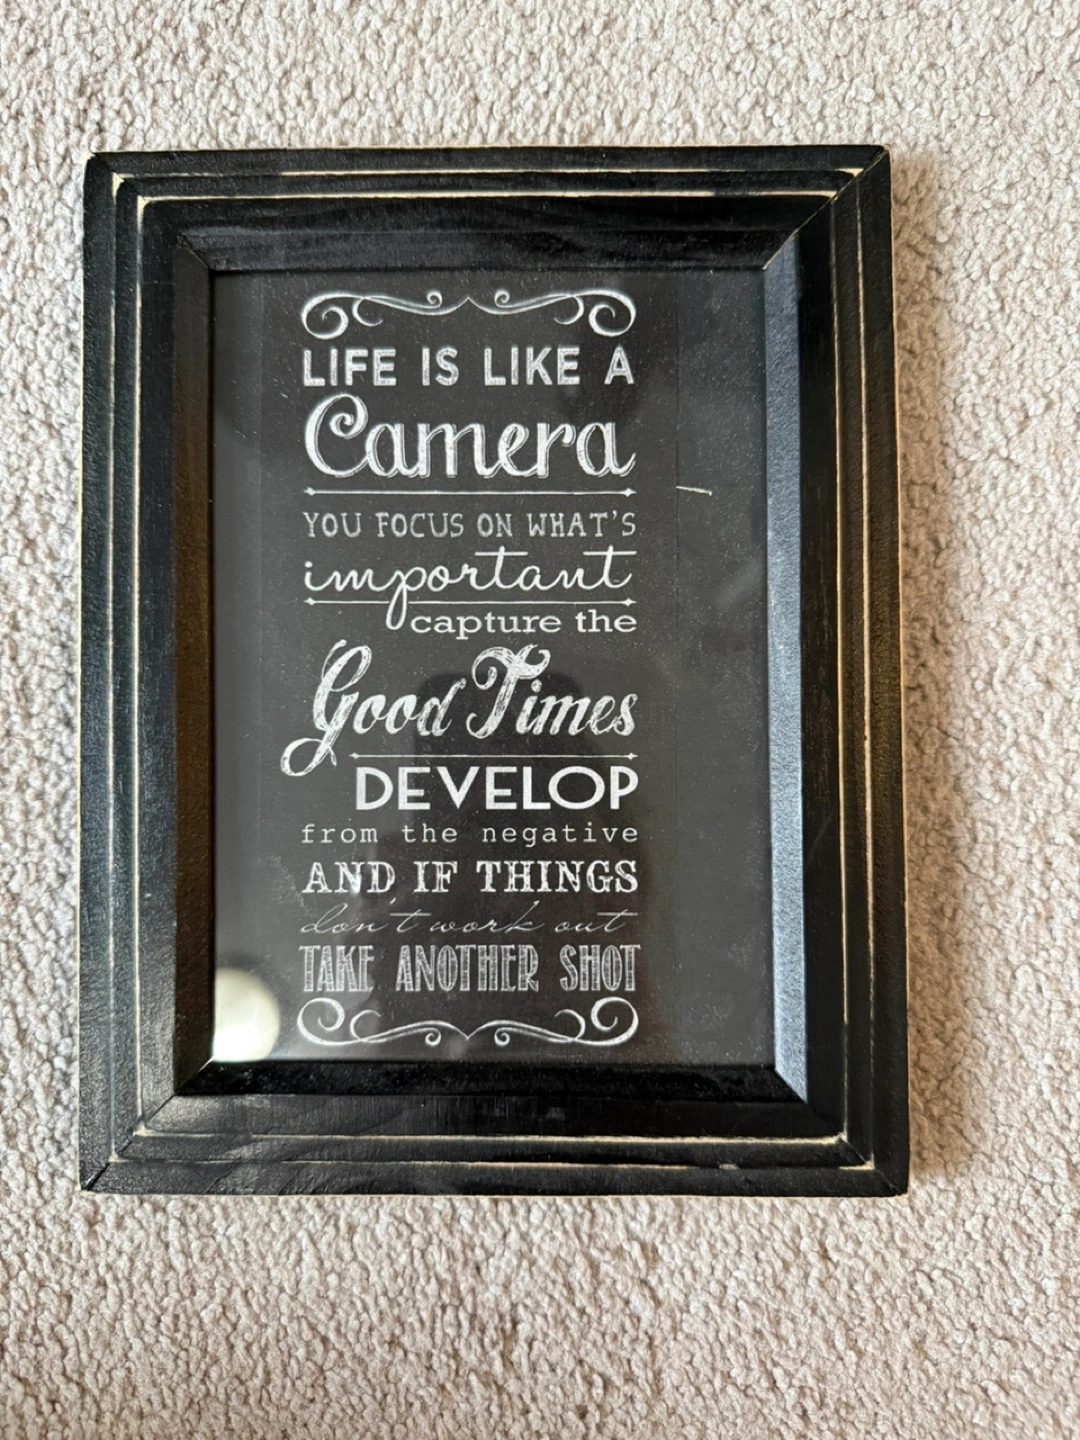 LIFE IS LIKE A
Camera
YOU FOCUS ON WHAT'S
important
capture the
Good Times
DEVELOP
from the negative
AND IF THINGS
don't work out
TAKE ANOTHER SHOT